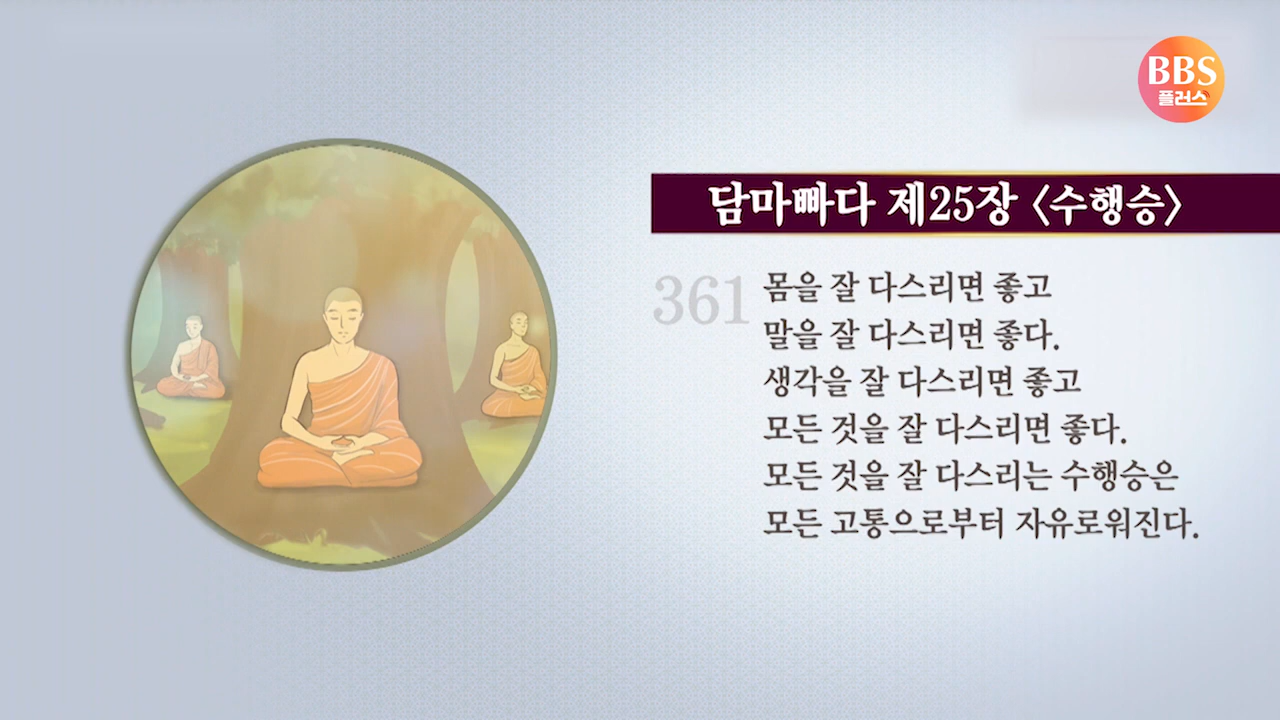 BBS
플러스
담마빠다 제25장 〈수행승〉
361
몸을 잘 다스리면 좋고
말을 잘 다스리면 좋다.
생각을 잘 다스리면 좋고
모든 것을 잘 다스리면 좋다.
모든 것을 잘 다스리는 수행승은
모든 고통으로부터 자유로워진다.